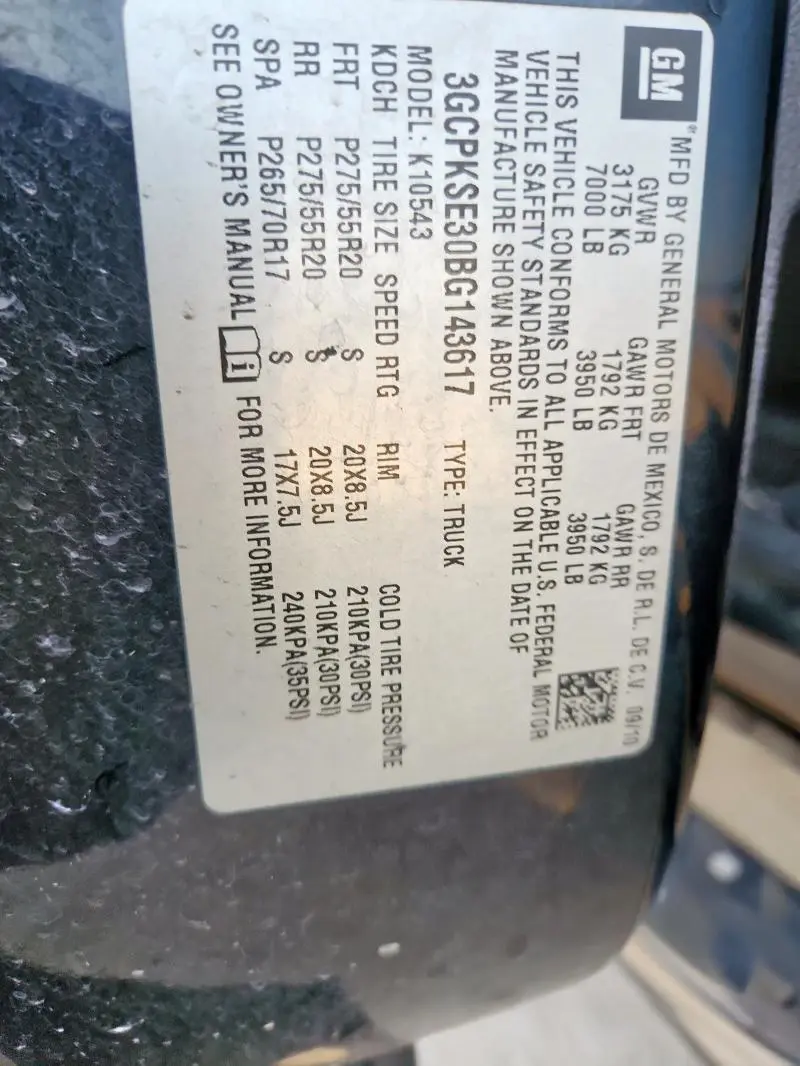 GM
® MFD BY GENERAL MOTORS DE MEXICO, S. DE R.L. DE C.V. 09/10
GVWR GAWR FRT GAWR RR
3175 KG 1792 KG 1792 KG
7000 LB 3950 LB 3950 LB
THIS VEHICLE CONFORMS TO ALL APPLICABLE U.S. FEDERAL MOTOR
VEHICLE SAFETY STANDARDS IN EFFECT ON THE DATE OF
MANUFACTURE SHOWN ABOVE.
3GCPKSE30BG143617 TYPE: TRUCK
MODEL: K10543
KDCH TIRE SIZE SPEED RTG RIM COLD TIRE PRESSURE
FRT P275/55R20 S 20X8.5J 210KPA(30PSI)
RR P275/55R20 S 20X8.5J 210KPA(30PSI)
SPA P265/70R17 S 17X7.5J 240KPA(35PSI)
SEE OWNER'S MANUAL i FOR MORE INFORMATION.